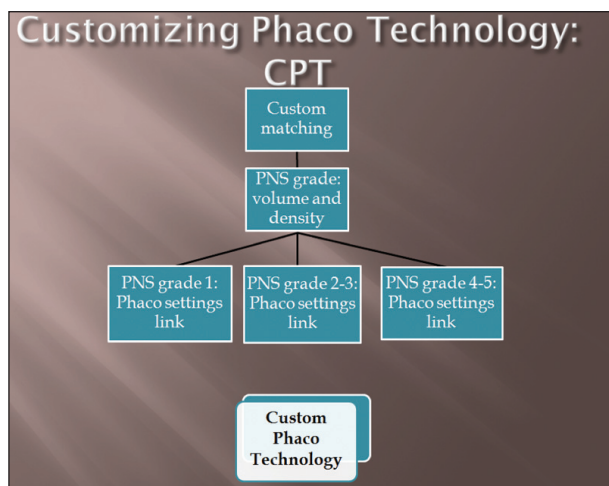 Customizing Phaco Technology:
CPT
Custom
matching
PNS grade:
volume and
density
PNS grade 1:
Phaco settings
link
PNS grade 2-3:
Phaco settings
link
PNS grade 4-5:
Phaco settings
link
Custom
Phaco
Technology